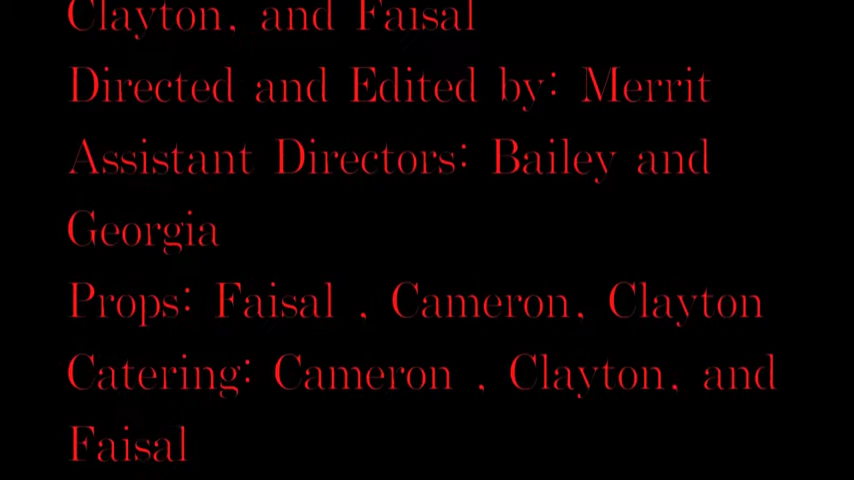 Clayton, and Faisal
Directed and Edited by: Merrit
Assistant Directors: Bailey and
Georgia
Props: Faisal , Cameron, Clayton
Catering: Cameron , Clayton, and
Faisal